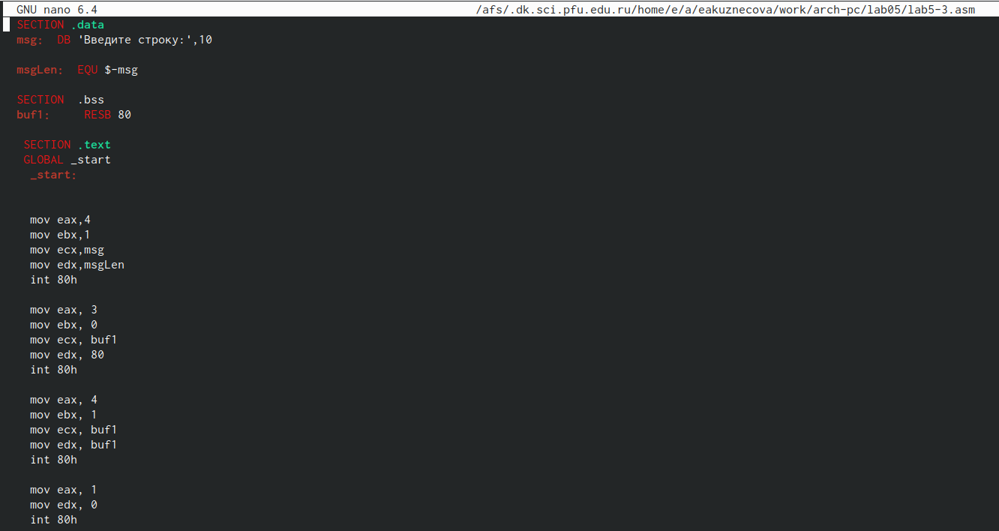 GNU nano 6.4 /afs/.dk.sci.pfu.edu.ru/home/e/a/eakuznecova/work/arch-pc/lab05/lab5-3.asm
SECTION .data
msg: DB 'Введите строку:',10
msgLen: EQU $-msg
SECTION .bss
buf1: RESB 80
SECTION .text
GLOBAL _start
_start:
mov eax,4
mov ebx,1
mov ecx,msg
mov edx,msgLen
int 80h
mov eax, 3
mov ebx, 0
mov ecx, buf1
mov edx, 80
int 80h
mov eax, 4
mov ebx, 1
mov ecx, buf1
mov edx, buf1
int 80h
mov eax, 1
mov edx, 0
int 80h